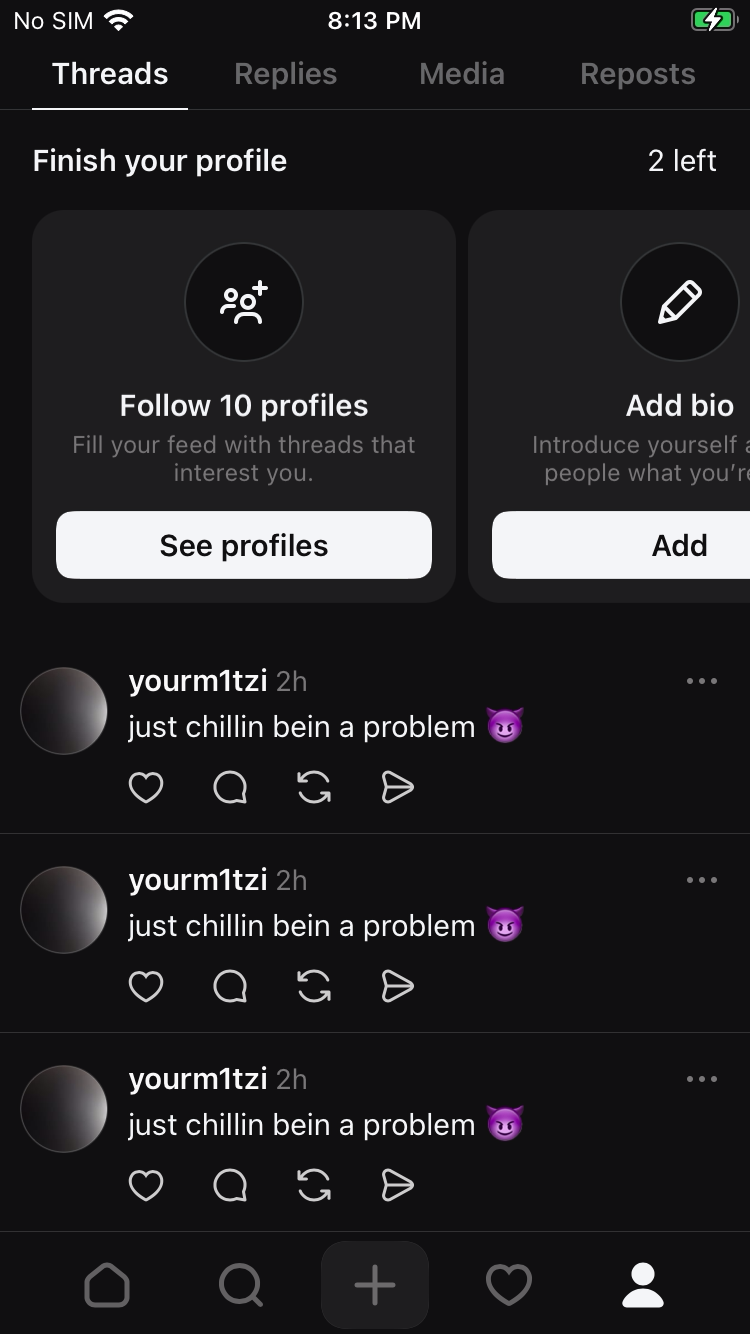 No SIM 8:13 PM
Threads Replies Media Reposts
Finish your profile 2 left
Follow 10 profiles
Fill your feed with threads that
interest you.
See profiles
Add bio
Introduce yourself a
people what you're
Add
yourm1tzi 2h
just chillin bein a problem 😈
yourm1tzi 2h
just chillin bein a problem 😈
yourm1tzi 2h
just chillin bein a problem 😈